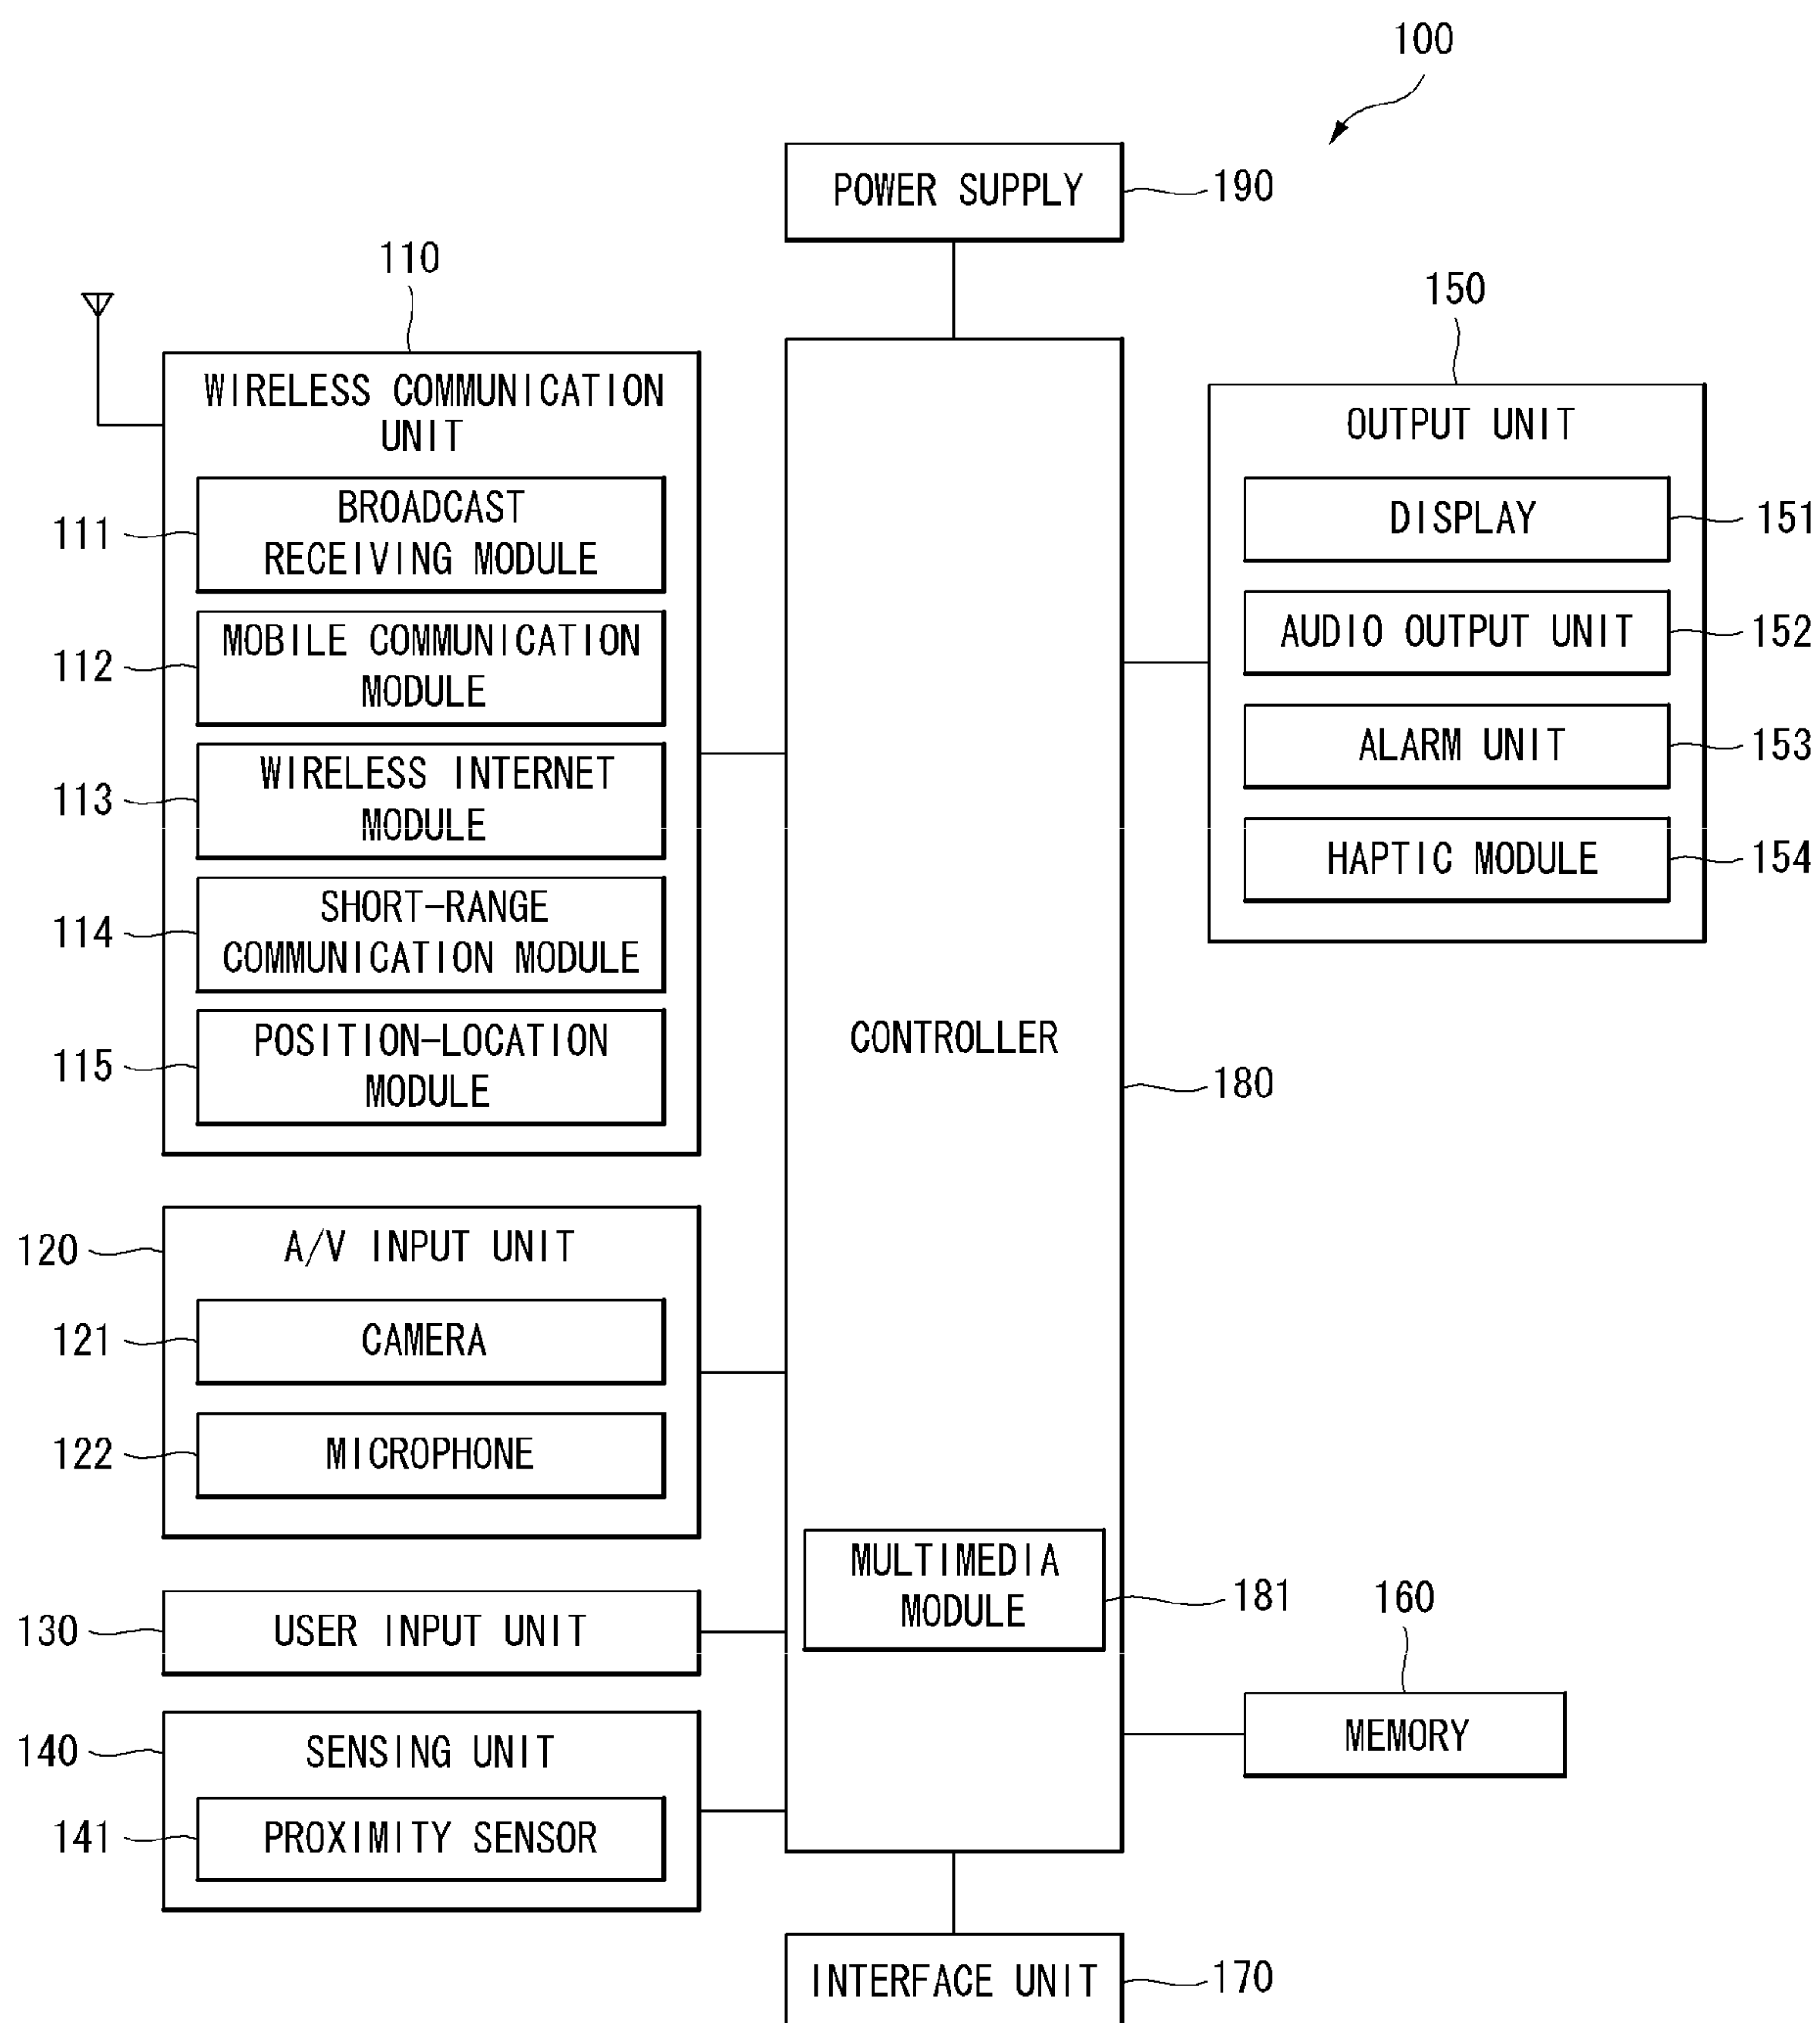 100
POWER SUPPLY
190
110
WIRELESS COMMUNICATION
UNIT
111
BROADCAST
RECEIVING MODULE
112
MOBILE COMMUNICATION
MODULE
113
WIRELESS INTERNET
MODULE
114
SHORT-RANGE
COMMUNICATION MODULE
115
POSITION-LOCATION
MODULE
150
OUTPUT UNIT
DISPLAY
151
AUDIO OUTPUT UNIT
152
ALARM UNIT
153
HAPTIC MODULE
154
CONTROLLER
180
120
A/V INPUT UNIT
121
CAMERA
122
MICROPHONE
MULTIMEDIA
MODULE
181
130
USER INPUT UNIT
160
MEMORY
140
SENSING UNIT
141
PROXIMITY SENSOR
INTERFACE UNIT
170